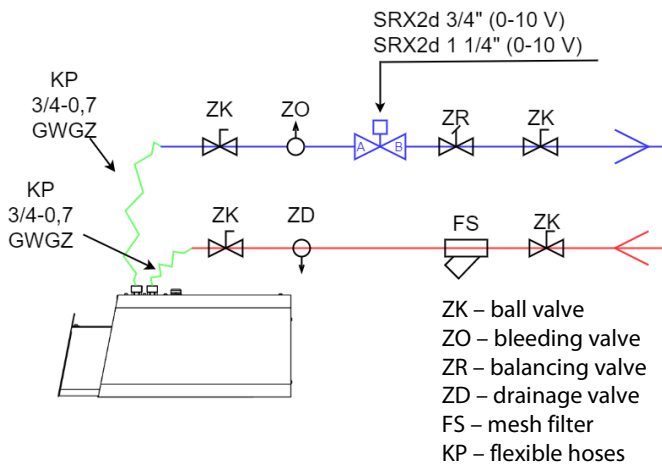 SRX2d 3/4" (0-10 V)
SRX2d 1 1/4" (0-10 V)
KP
3/4-0,7
GWGZ
ZK
ZO
ZR
ZK
A
B
KP
3/4-0,7
GWGZ
ZK
ZD
FS
ZK
ZK – ball valve
ZO – bleeding valve
ZR – balancing valve
ZD – drainage valve
FS – mesh filter
KP – flexible hoses